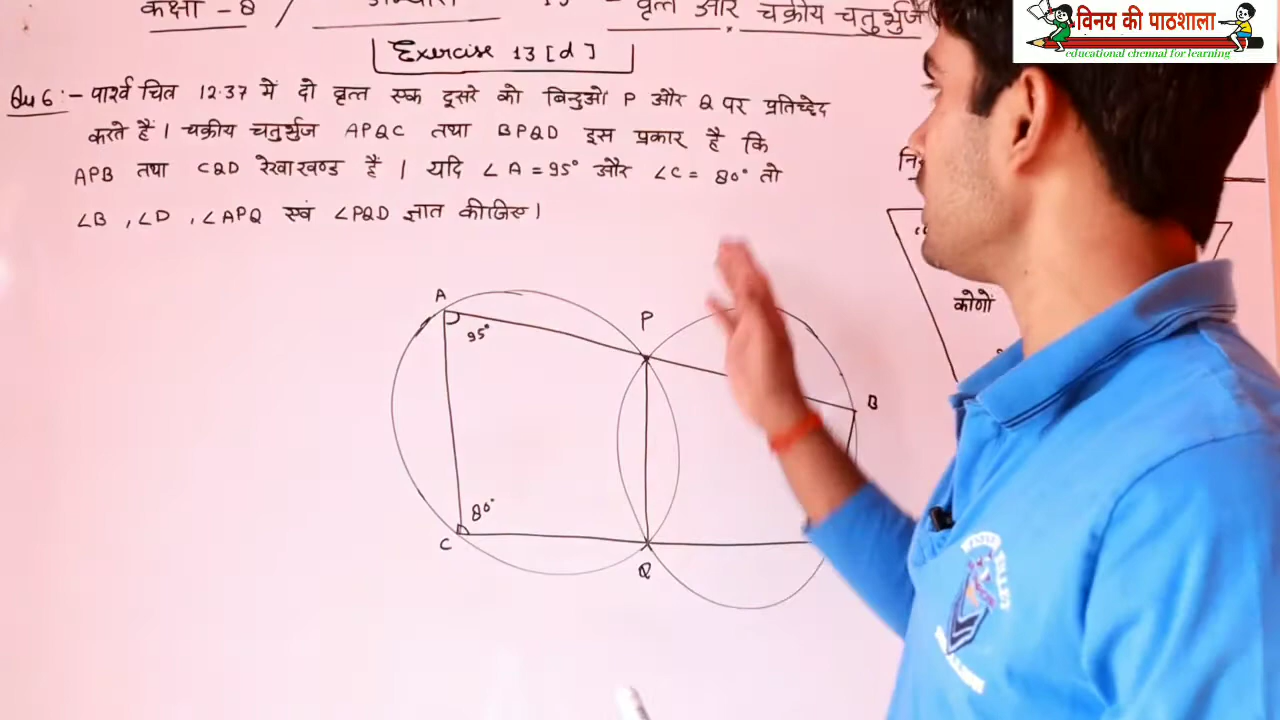 कक्षा - 8 / वृत्त और चक्रीय चतुर्भुज
विनय की पाठशाला
educational chennal for learning
Exercise 13 [d]
Qu 6 :- पार्श्व चित्र 12.37 में दो वृत्त एक दूसरे को बिन्दुओं P और Q पर प्रतिच्छेद
करते हैं। चक्रीय चतुर्भुज APQC तथा BPQD इस प्रकार है कि
APB तथा CQD रेखाखण्ड है । यदि ∠A = 95° और ∠C = 80° तो
∠B , ∠D , ∠APQ एवं ∠PQD ज्ञात कीजिए।
कोणों
A
95°
P
B
80°
C
Q